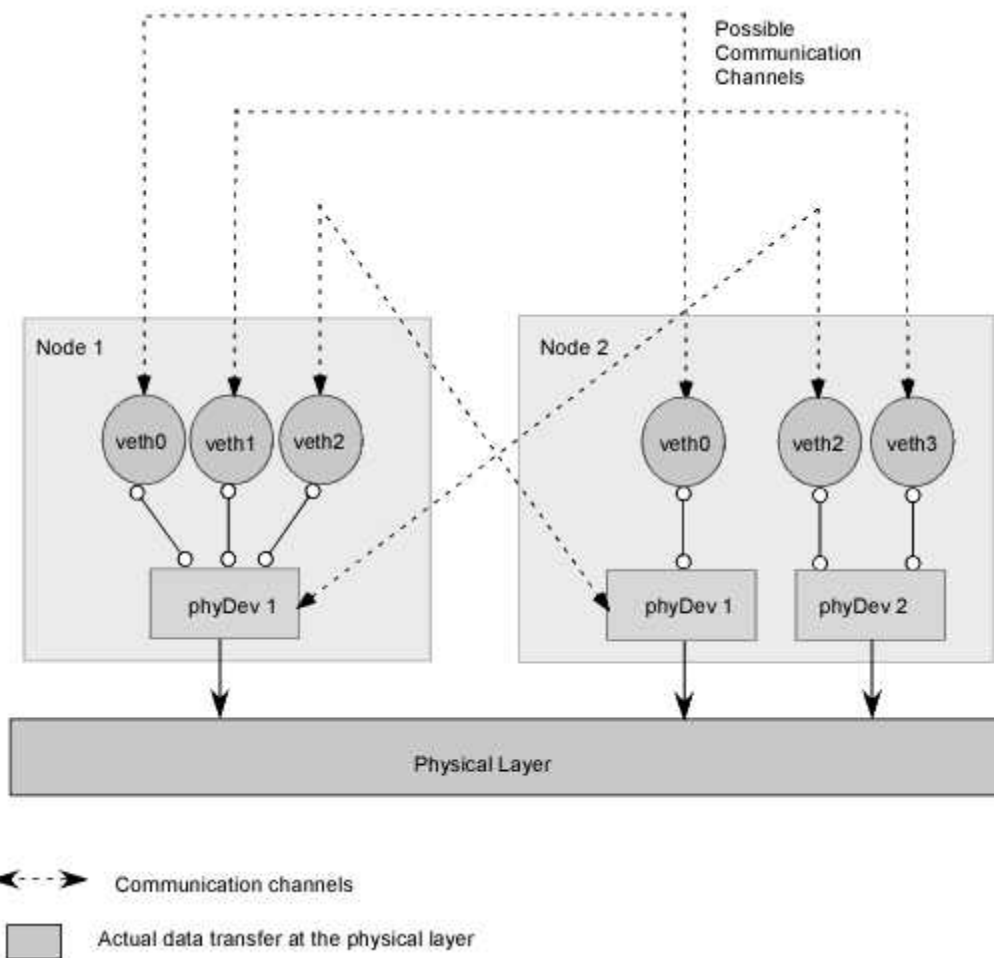 Possible
Communication
Channels
Node 1
Node 2
veth0
veth1
veth2
veth0
veth2
veth3
phyDev 1
phyDev 1
phyDev 2
Physical Layer
Communication channels
Actual data transfer at the physical layer